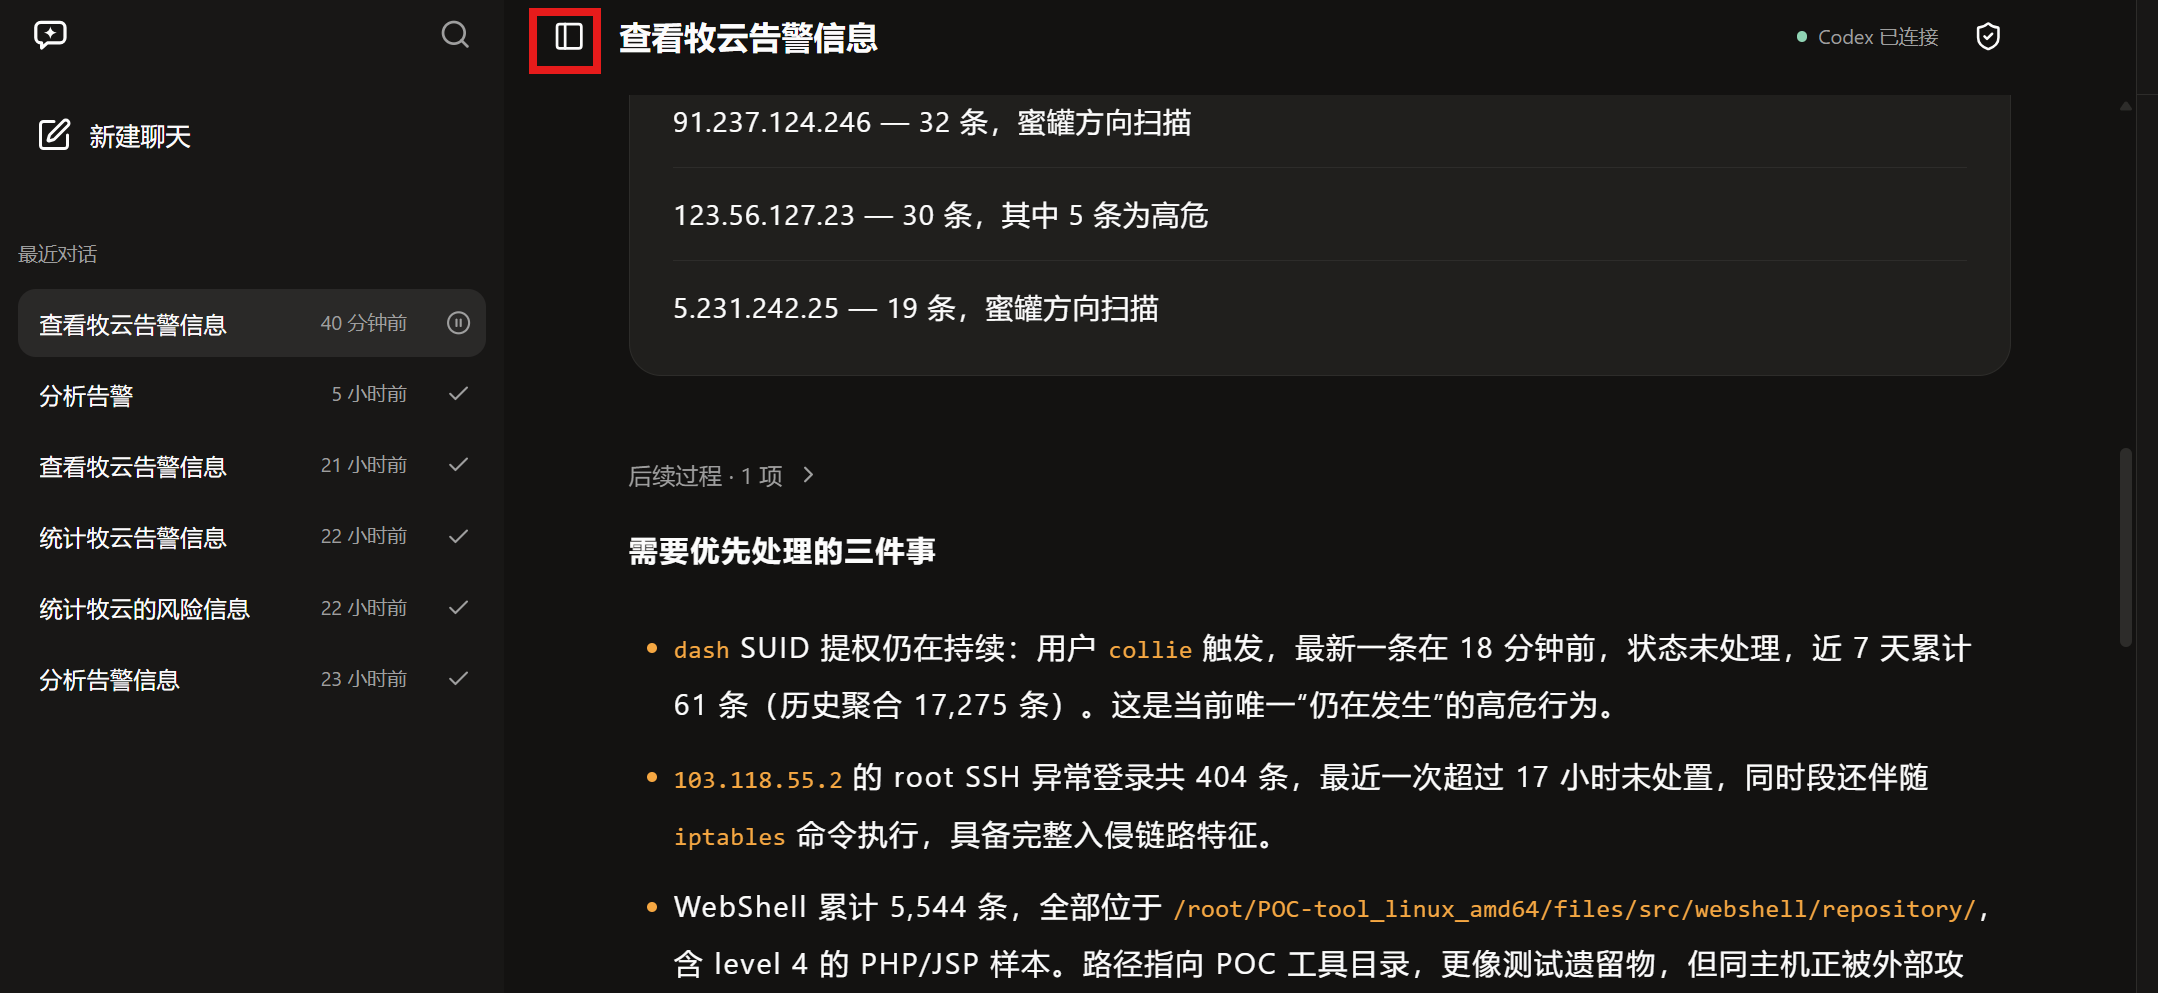 查看牧云告警信息
Codex 已连接
新建聊天
最近对话
查看牧云告警信息 40 分钟前
分析告警 5 小时前
查看牧云告警信息 21 小时前
统计牧云告警信息 22 小时前
统计牧云的风险信息 22 小时前
分析告警信息 23 小时前
91.237.124.246 — 32 条，蜜罐方向扫描
123.56.127.23 — 30 条，其中 5 条为高危
5.231.242.25 — 19 条，蜜罐方向扫描
后续过程 · 1 项
需要优先处理的三件事
dash SUID 提权仍在持续：用户 collie 触发，最新一条在 18 分钟前，状态未处理，近 7 天累计
61 条（历史聚合 17,275 条）。这是当前唯一“仍在发生”的高危行为。
103.118.55.2 的 root SSH 异常登录共 404 条，最近一次超过 17 小时未处置，同时段还伴随
iptables 命令执行，具备完整入侵链路特征。
WebShell 累计 5,544 条，全部位于 /root/POC-tool_linux_amd64/files/src/webshell/repository/，
含 level 4 的 PHP/JSP 样本。路径指向 POC 工具目录，更像测试遗留物，但同主机正被外部攻